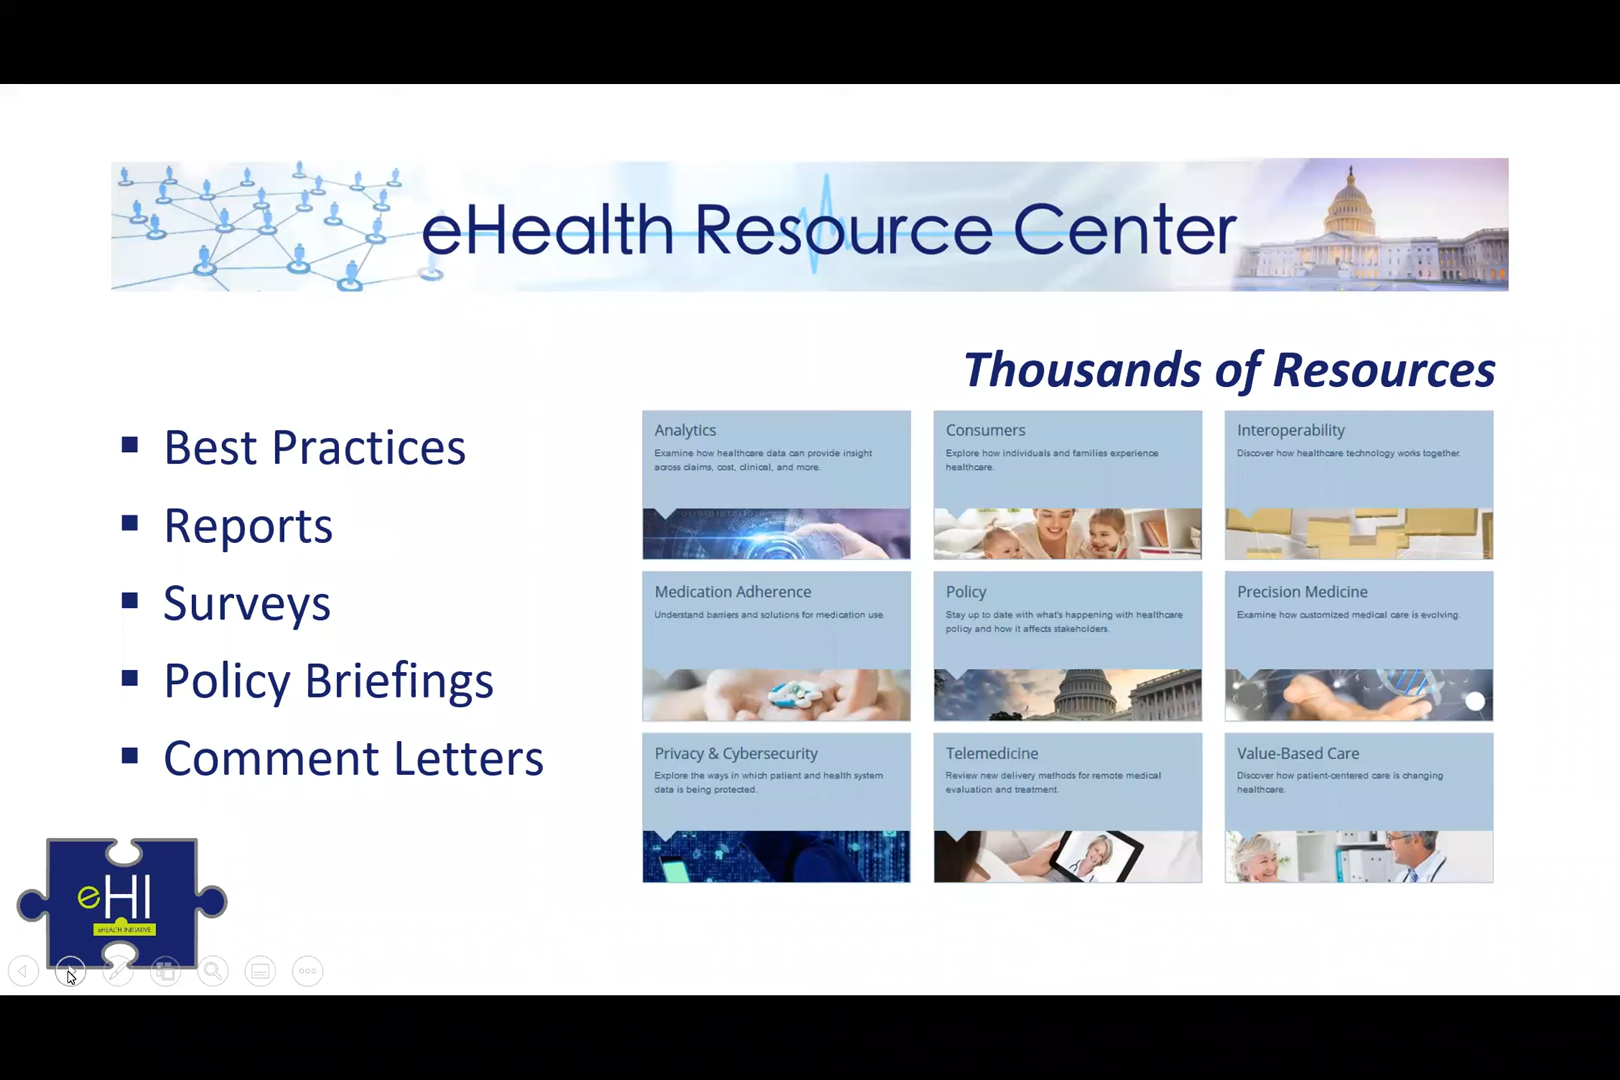 eHealth Resource Center
Thousands of Resources
Best Practices
Reports
Surveys
Policy Briefings
Comment Letters
Analytics
Examine how healthcare data can provide insight
across claims, cost, clinical, and more.
Consumers
Explore how individuals and families experience
healthcare.
Interoperability
Discover how healthcare technology works together.
Medication Adherence
Understand barriers and solutions for medication use.
Policy
Stay up to date with what's happening with healthcare
policy and how it affects stakeholders.
Precision Medicine
Examine how customized medical care is evolving.
Privacy & Cybersecurity
Explore the ways in which patient and health system
data is being protected.
Telemedicine
Review new delivery methods for remote medical
evaluation and treatment.
Value-Based Care
Discover how patient-centered care is changing
healthcare.
eHI
eHEALTH INITIATIVE